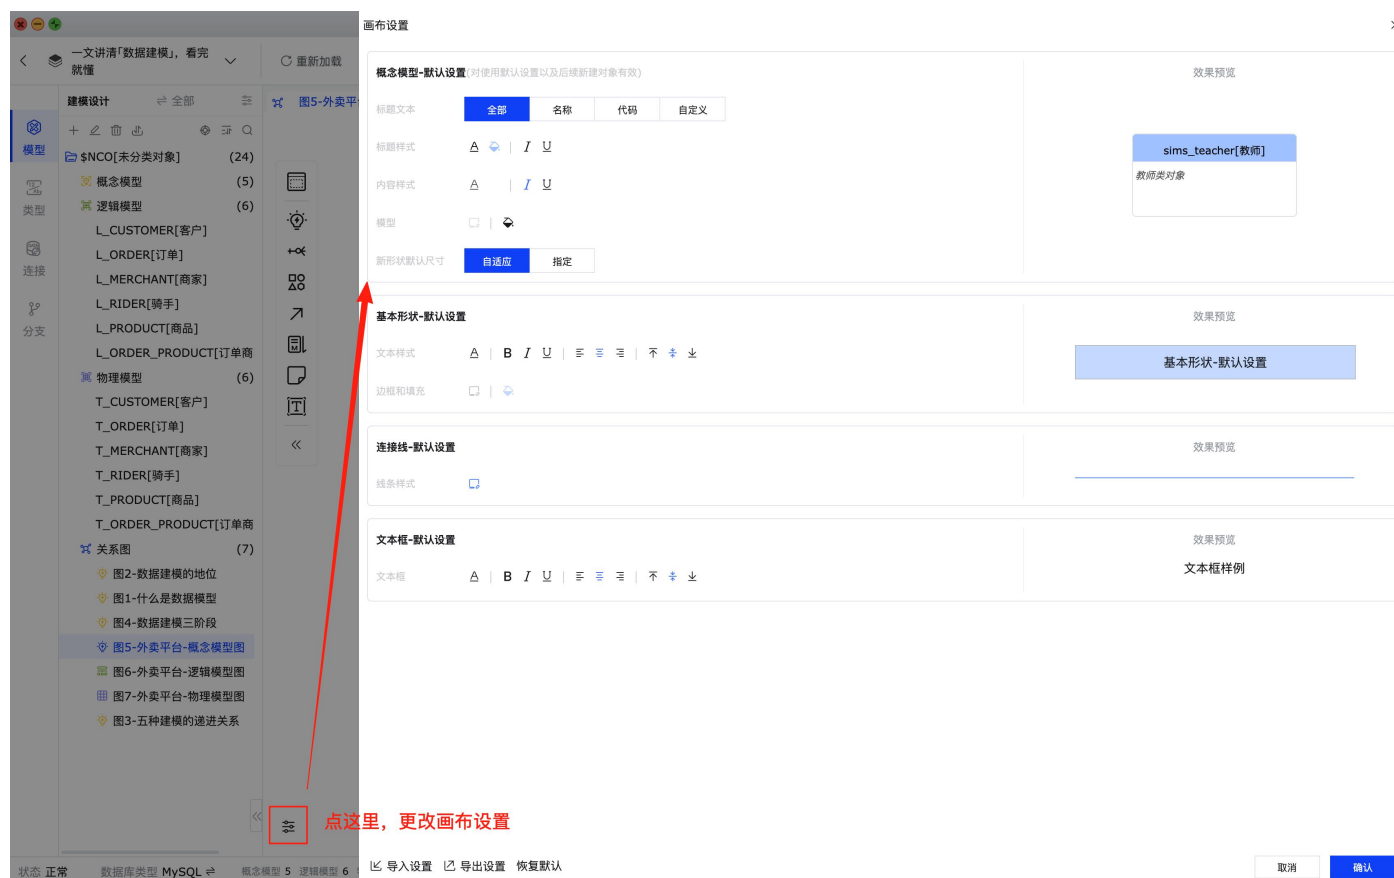 画布设置
一文讲清「数据建模」，看完
就懂
重新加载
建模设计
全部
图5-外卖平
模型
类型
连接
分支
$NCO[未分类对象] (24)
概念模型 (5)
逻辑模型 (6)
L_CUSTOMER[客户]
L_ORDER[订单]
L_MERCHANT[商家]
L_RIDER[骑手]
L_PRODUCT[商品]
L_ORDER_PRODUCT[订单商
物理模型 (6)
T_CUSTOMER[客户]
T_ORDER[订单]
T_MERCHANT[商家]
T_RIDER[骑手]
T_PRODUCT[商品]
T_ORDER_PRODUCT[订单商
关系图 (7)
图2-数据建模的地位
图1-什么是数据模型
图4-数据建模三阶段
图5-外卖平台-概念模型图
图6-外卖平台-逻辑模型图
图7-外卖平台-物理模型图
图3-五种建模的递进关系
概念模型-默认设置(对使用默认设置以及后续新建对象有效)
效果预览
标题文本 全部 名称 代码 自定义
标题样式 A I U
内容样式 A I U
模型
新形状默认尺寸 自适应 指定
sims_teacher[教师]
教师类对象
基本形状-默认设置
效果预览
文本样式 A B I U
边框和填充
基本形状-默认设置
连接线-默认设置
效果预览
线条样式
文本框-默认设置
效果预览
文本框 A B I U
文本框样例
点这里，更改画布设置
状态 正常 数据库类型 MySQL 概念模型 5 逻辑模型 6
导入设置 导出设置 恢复默认
取消 确认